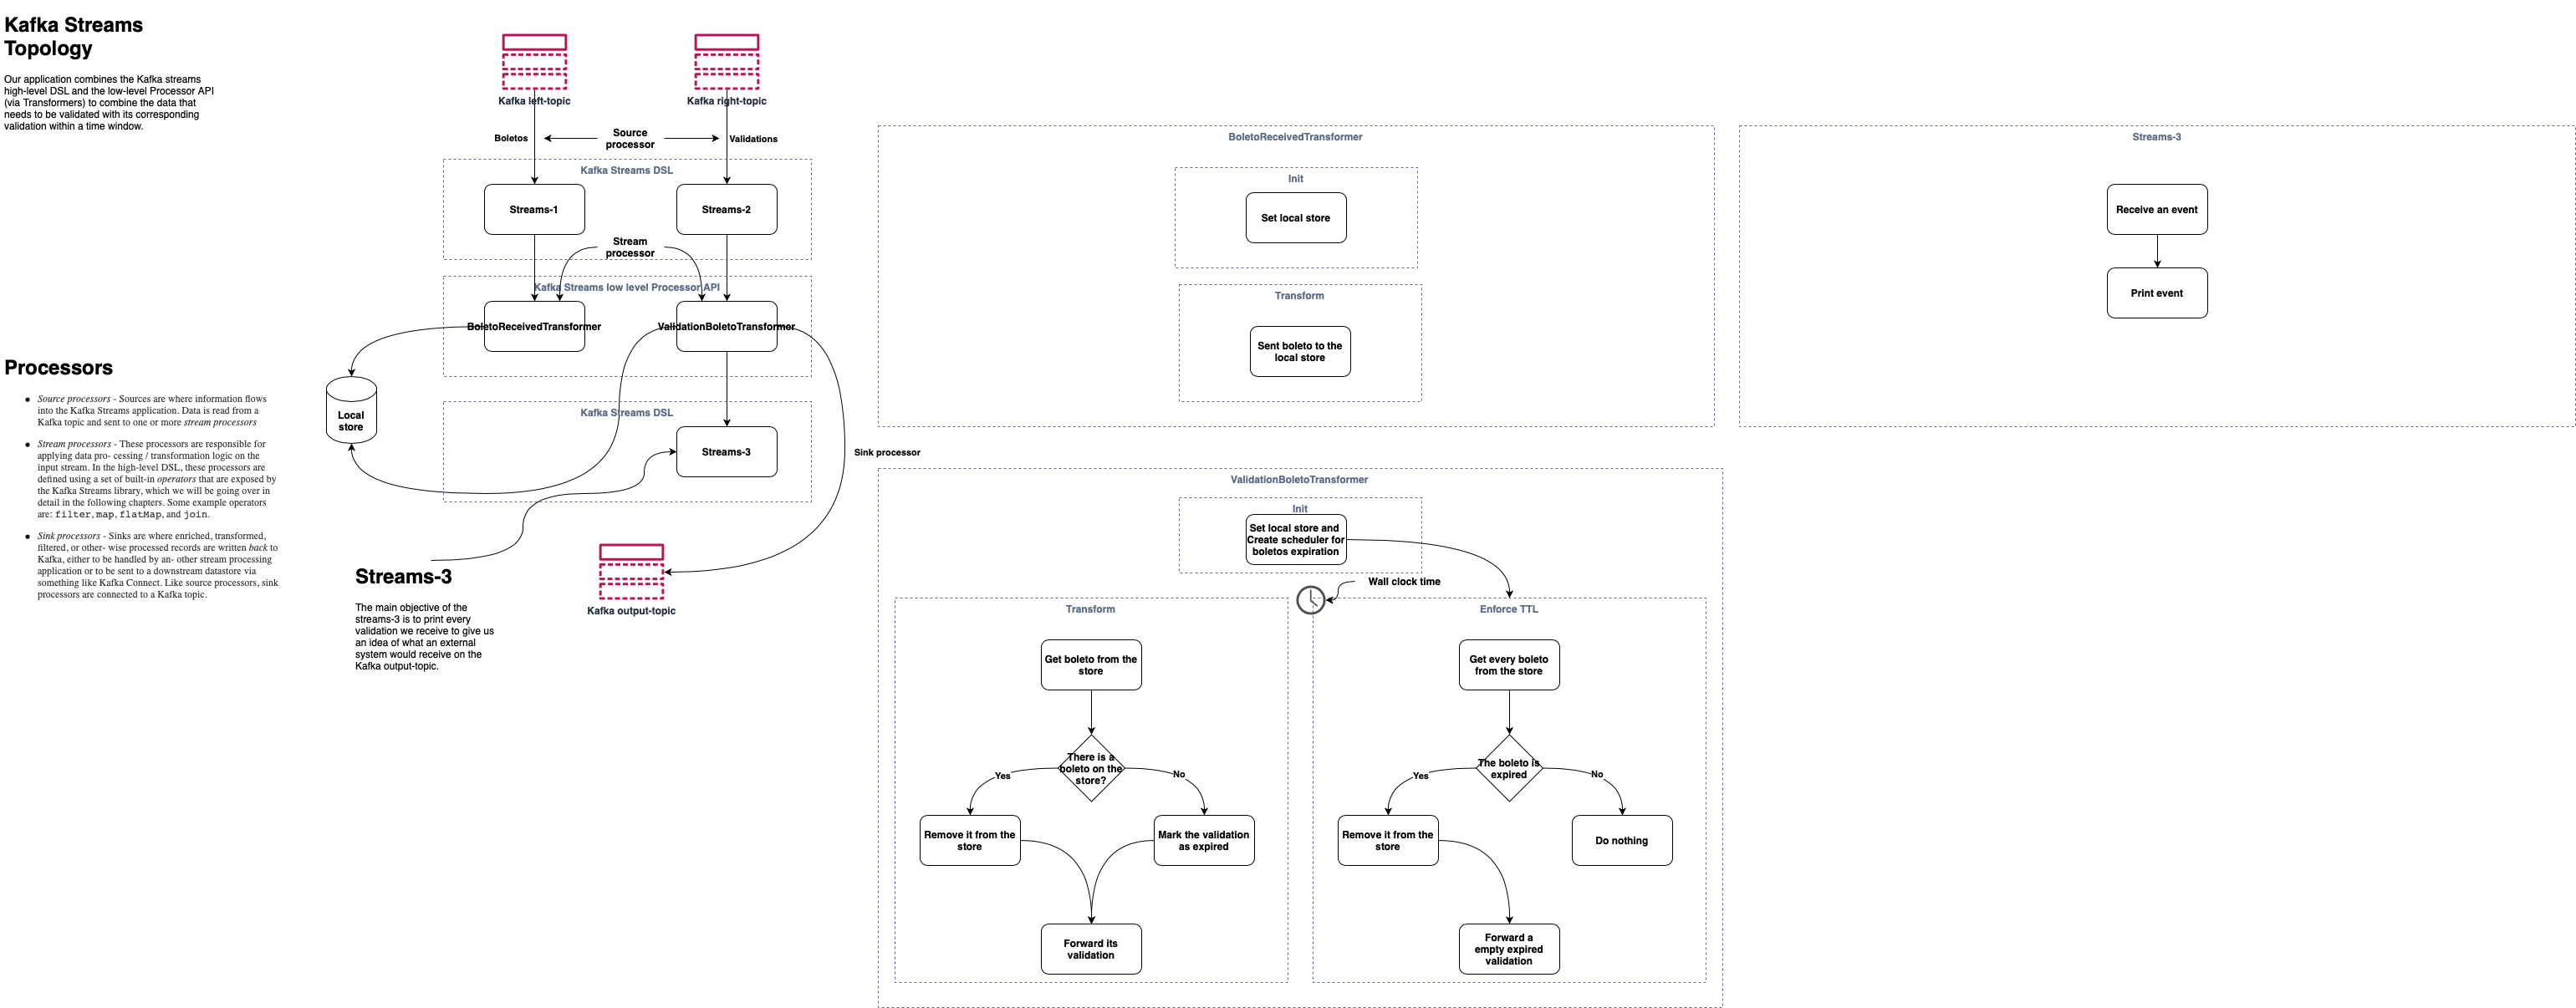 Kafka Streams
Topology
Our application combines the Kafka streams
high-level DSL and the low-level Processor API
(via Transformers) to combine the data that
needs to be validated with its corresponding
validation within a time window.
Processors
Source processors - Sources are where information flows
into the Kafka Streams application. Data is read from a
Kafka topic and sent to one or more stream processors
Stream processors - These processors are responsible for
applying data pro- cessing / transformation logic on the
input stream. In the high-level DSL, these processors are
defined using a set of built-in operators that are exposed by
the Kafka Streams library, which we will be going over in
detail in the following chapters. Some example operators
are: filter, map, flatMap, and join.
Sink processors - Sinks are where enriched, transformed,
filtered, or other- wise processed records are written back to
Kafka, either to be handled by an- other stream processing
application or to be sent to a downstream datastore via
something like Kafka Connect. Like source processors, sink
processors are connected to a Kafka topic.
Kafka left-topic
Kafka right-topic
Boletos
Source
processor
Validations
Kafka Streams DSL
Streams-1
Streams-2
Stream
processor
Kafka Streams low level Processor API
BoletoReceivedTransformer
ValidationBoletoTransformer
Local
store
Kafka Streams DSL
Streams-3
Sink processor
Kafka output-topic
Streams-3
The main objective of the
streams-3 is to print every
validation we receive to give us
an idea of what an external
system would receive on the
Kafka output-topic.
BoletoReceivedTransformer
Init
Set local store
Transform
Sent boleto to the
local store
Streams-3
Receive an event
Print event
ValidationBoletoTransformer
Init
Set local store and
Create scheduler for
boletos expiration
Wall clock time
Transform
Get boleto from the
store
There is a
boleto on the
store?
Yes
No
Remove it from the
store
Mark the validation
as expired
Forward its
validation
Enforce TTL
Get every boleto
from the store
The boleto is
expired
Yes
No
Remove it from the
store
Do nothing
Forward a
empty expired
validation